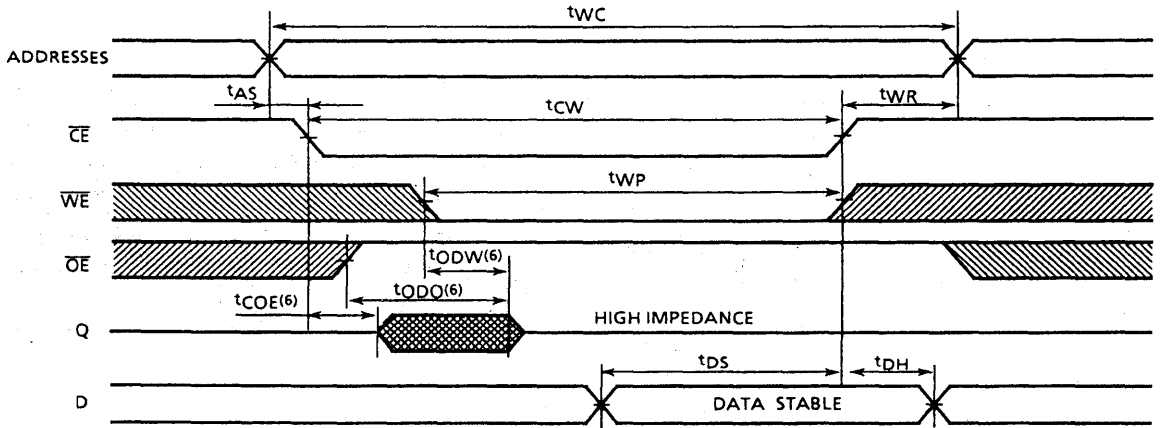 tWC
ADDRESSES
tAS
tCW
tWR
CE
tWP
WE
OE
tODW(6)
tODO(6)
tCOE(6)
Q
HIGH IMPEDANCE
tDS
tDH
D
DATA STABLE